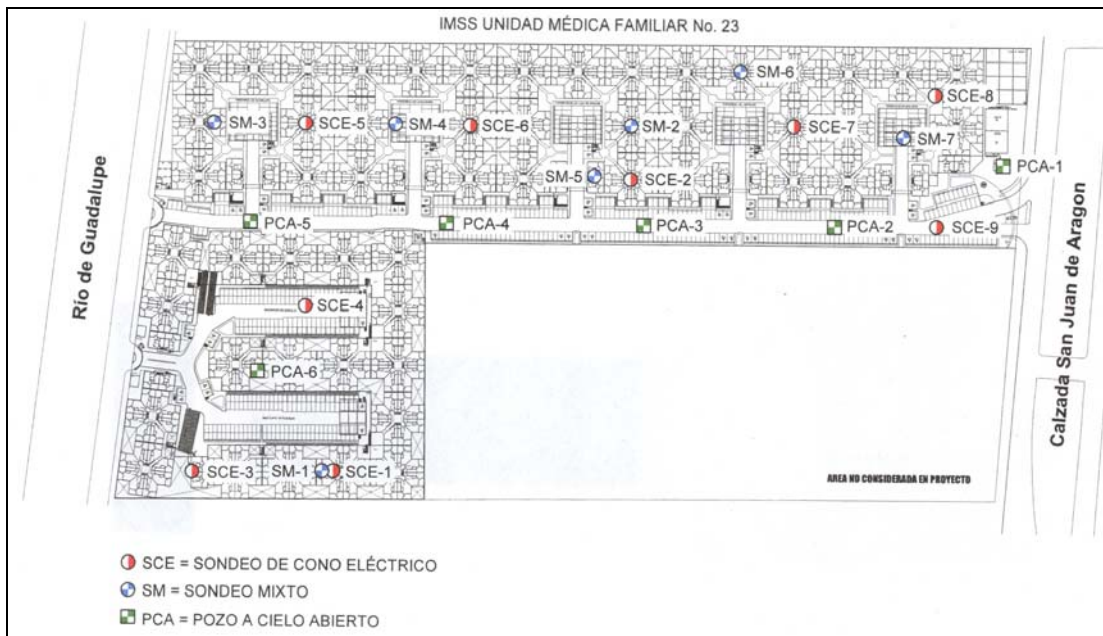 IMSS UNIDAD MÉDICA FAMILIAR No. 23
SM-6
SCE-8
SM-3
SCE-5
SM-4
SCE-6
SM-2
SCE-7
SM-7
PCA-1
SM-5
SCE-2
PCA-5
PCA-4
PCA-3
PCA-2
SCE-9
Río de Guadalupe
Calzada San Juan de Aragon
SCE-4
PCA-6
SCE-3
SM-1
SCE-1
AREA NO CONSIDERADA EN PROYECTO
SCE = SONDEO DE CONO ELÉCTRICO
SM = SONDEO MIXTO
PCA = POZO A CIELO ABIERTO